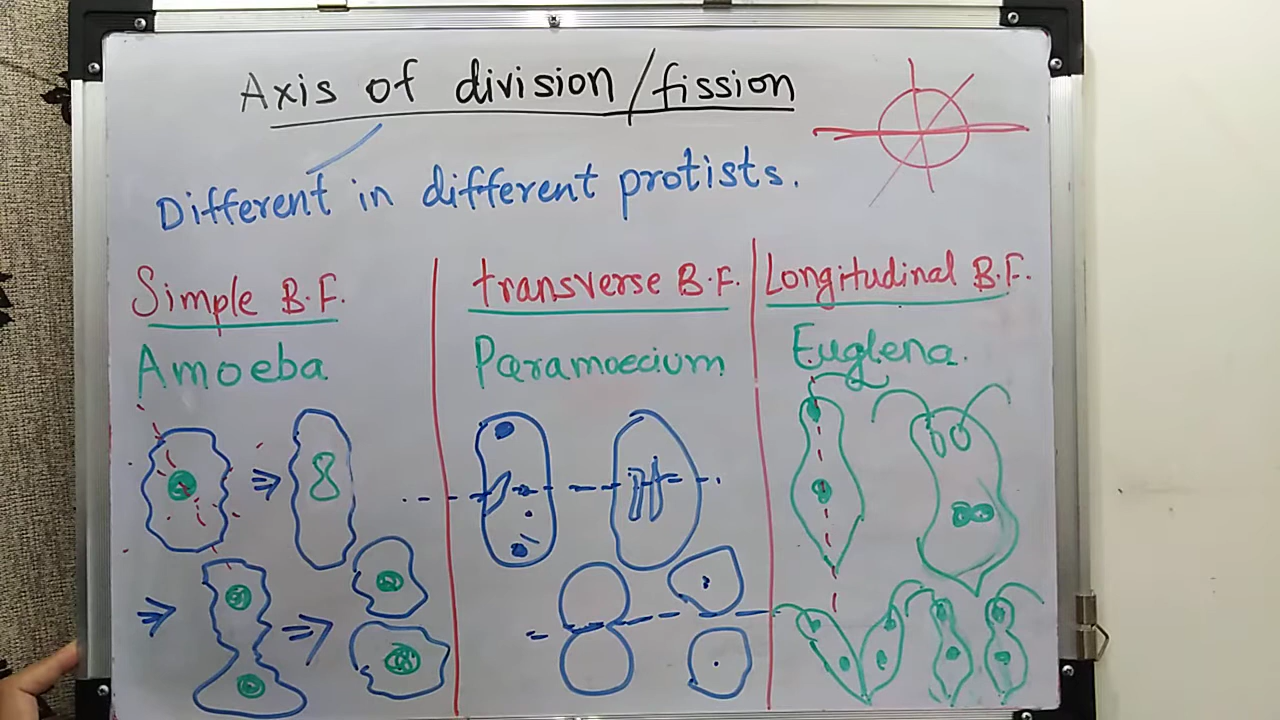 Axis of division/fission
Different in different protists.
Simple B.F.
Amoeba
transverse B.F.
Paramoecium
Longitudinal B.F.
Euglena.